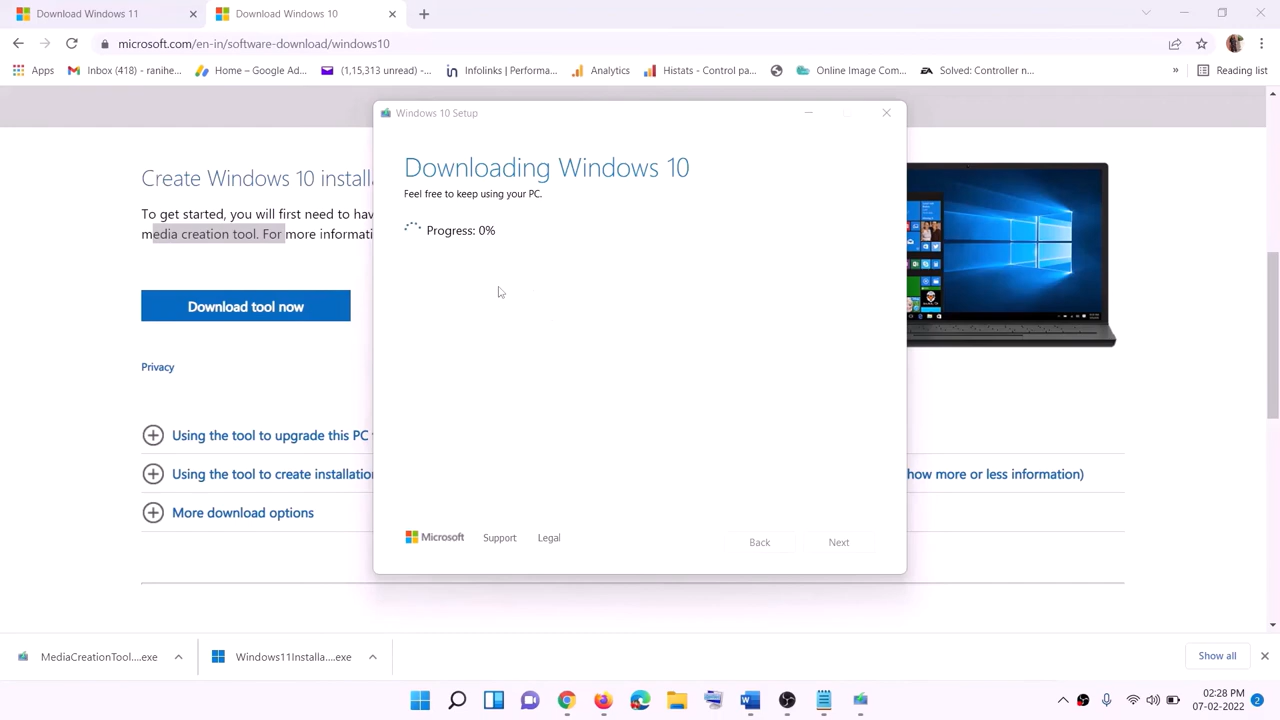 Download Windows 11
Download Windows 10
microsoft.com/en-in/software-download/windows10
Apps
Inbox (418) - ranihe...
Home – Google Ad...
(1,15,313 unread) -...
Infolinks | Performa...
Analytics
Histats - Control pa...
Online Image Com...
Solved: Controller n...
»
Reading list
Windows 10 Setup
Create Windows 10 installa
Downloading Windows 10
Feel free to keep using your PC.
To get started, you will first need to hav
media creation tool. For more informati
Progress: 0%
Download tool now
Privacy
Using the tool to upgrade this PC
Using the tool to create installation
how more or less information)
More download options
Microsoft
Support
Legal
Back
Next
MediaCreationTool....exe
Windows11Installa....exe
Show all
02:28 PM
07-02-2022
2